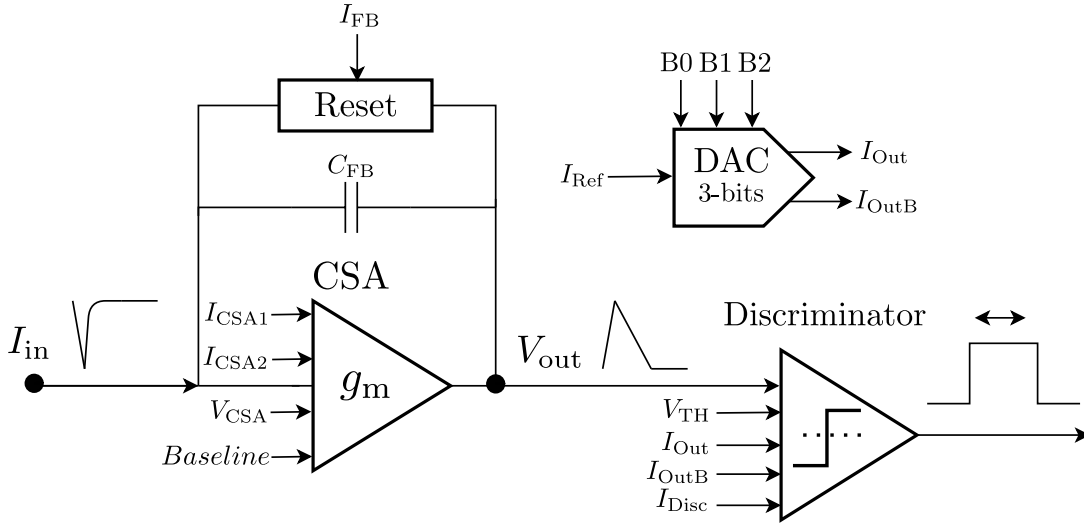 I_FB
Reset
C_FB
CSA
I_in
I_CSA1
I_CSA2
g_m
V_CSA
Baseline
V_out
B0 B1 B2
I_Ref
DAC
3-bits
I_Out
I_OutB
Discriminator
V_TH
I_Out
I_OutB
I_Disc